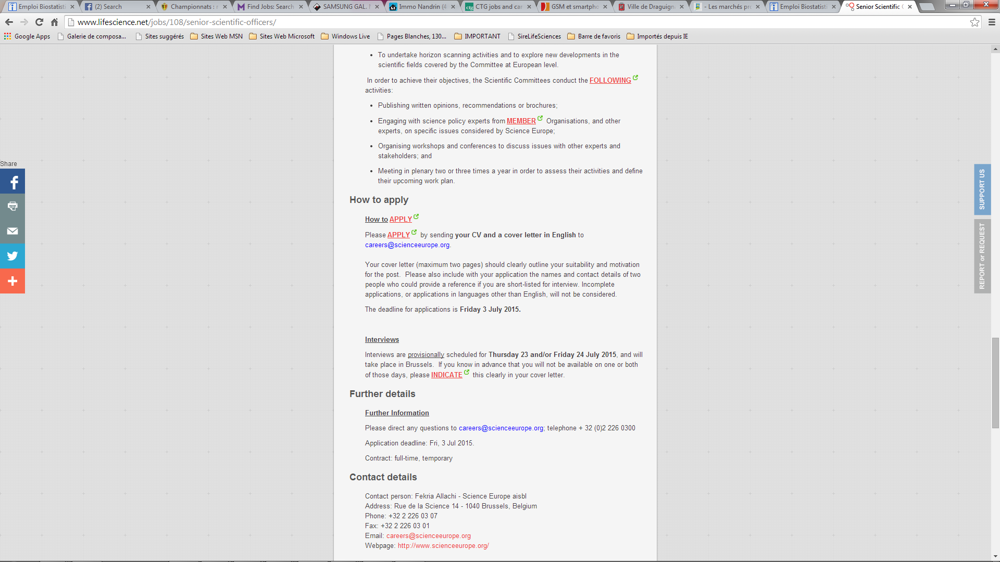 Emploi Biostatisti
(2) Search
Championnats : r
Find Jobs: Search
SAMSUNG GAL.
Immo Nandrin (4
CTG jobs and car
GSM et smartpho
Ville de Draguign
- Les marchés pr
Emploi Biostatisti
Senior Scientific
www.lifescience.net/jobs/108/senior-scientific-officers/
Google Apps
Galerie de composa...
Sites suggérés
Sites Web MSN
Sites Web Microsoft
Windows Live
Pages Blanches, 130...
IMPORTANT
SireLifeSciences
Barre de favoris
Importés depuis IE
• To undertake horizon scanning activities and to explore new developments in the
scientific fields covered by the Committee at European level.
In order to achieve their objectives, the Scientific Committees conduct the FOLLOWING
activities:
• Publishing written opinions, recommendations or brochures;
• Engaging with science policy experts from MEMBER Organisations, and other
experts, on specific issues considered by Science Europe;
• Organising workshops and conferences to discuss issues with other experts and
stakeholders; and
• Meeting in plenary two or three times a year in order to assess their activities and define
their upcoming work plan.
Share
SUPPORT US
REPORT or REQUEST
How to apply
How to APPLY
Please APPLY by sending your CV and a cover letter in English to
careers@scienceeurope.org.
Your cover letter (maximum two pages) should clearly outline your suitability and motivation
for the post. Please also include with your application the names and contact details of two
people who could provide a reference if you are short-listed for interview. Incomplete
applications, or applications in languages other than English, will not be considered.
The deadline for applications is Friday 3 July 2015.
Interviews
Interviews are provisionally scheduled for Thursday 23 and/or Friday 24 July 2015, and will
take place in Brussels. If you know in advance that you will not be available on one or both
of those days, please INDICATE this clearly in your cover letter.
Further details
Further Information
Please direct any questions to careers@scienceeurope.org; telephone + 32 (0)2 226 0300
Application deadline: Fri, 3 Jul 2015.
Contract: full-time, temporary
Contact details
Contact person: Fekria Allachi - Science Europe aisbl
Address: Rue de la Science 14 - 1040 Brussels, Belgium
Phone: +32 2 226 03 07
Fax: +32 2 226 03 01
Email: careers@scienceeurope.org
Webpage: http://www.scienceeurope.org/